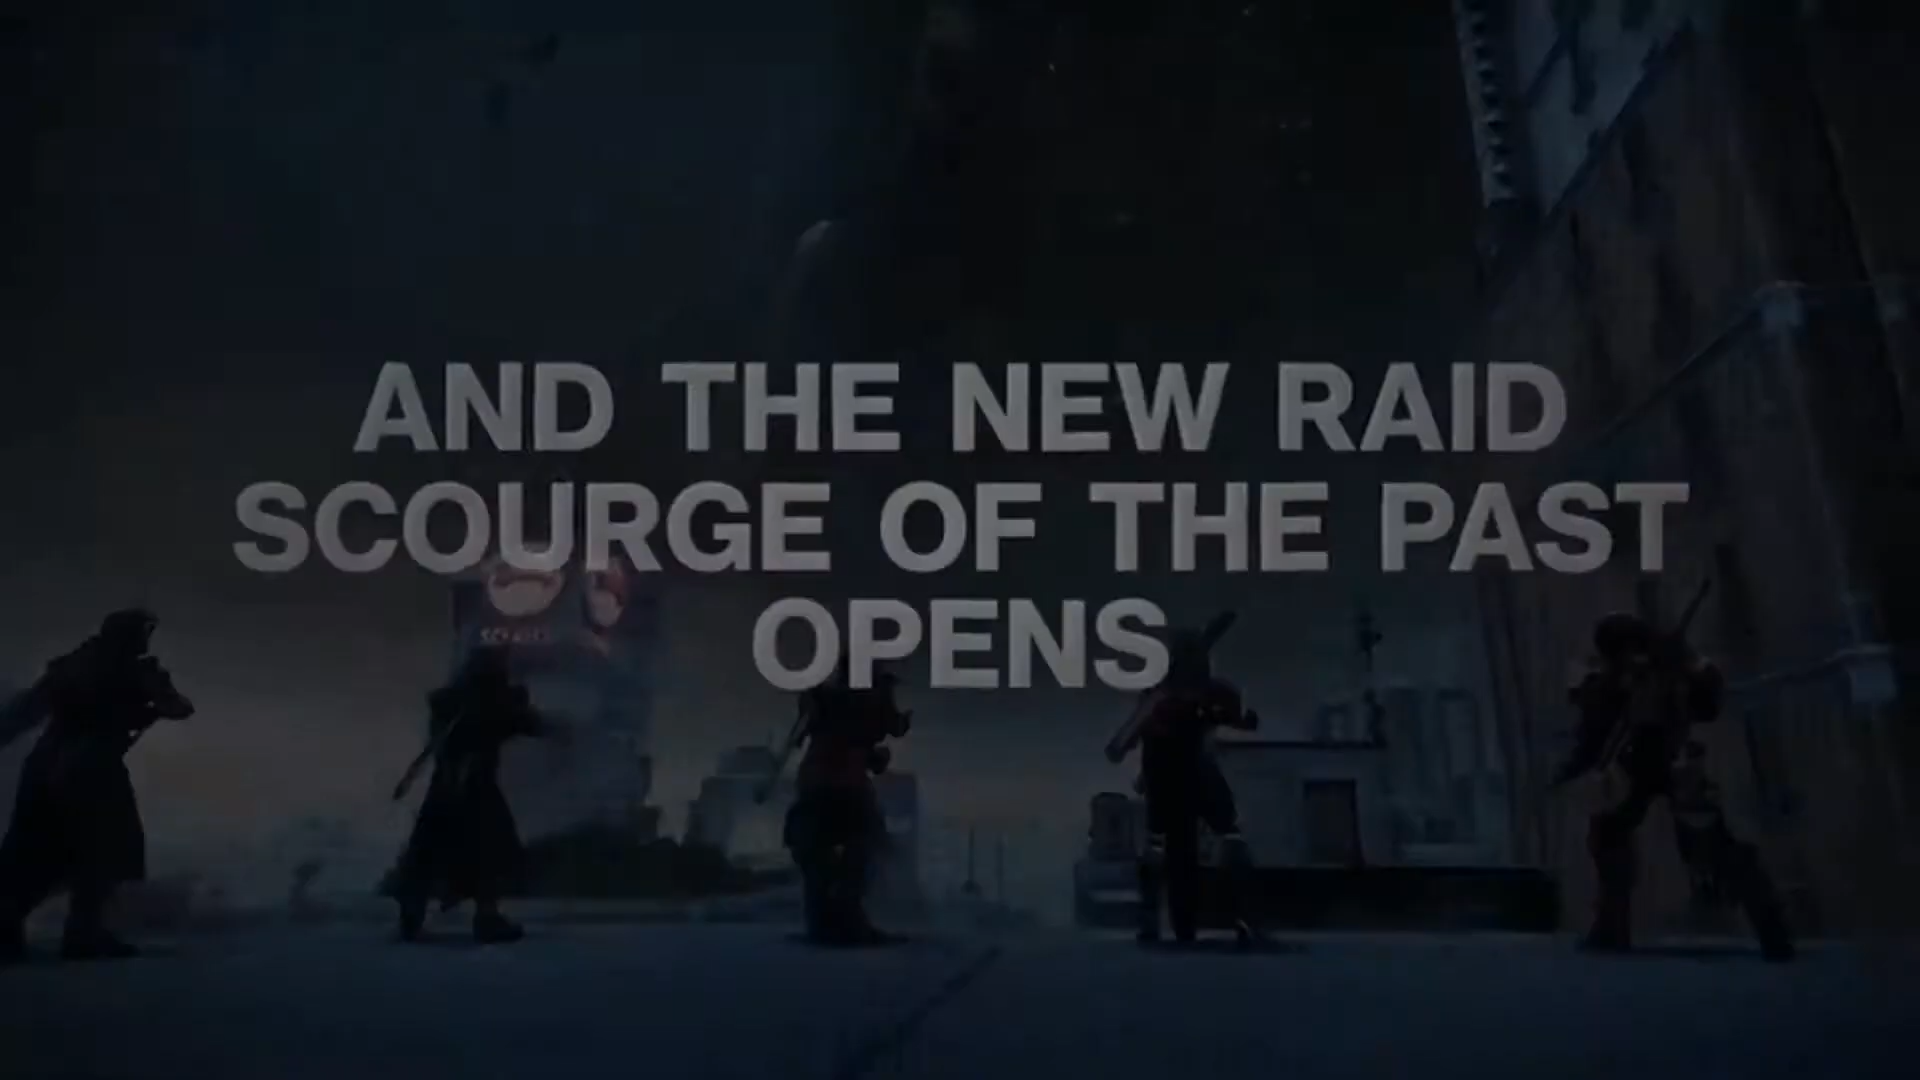 AND THE NEW RAID
SCOURGE OF THE PAST
OPENS